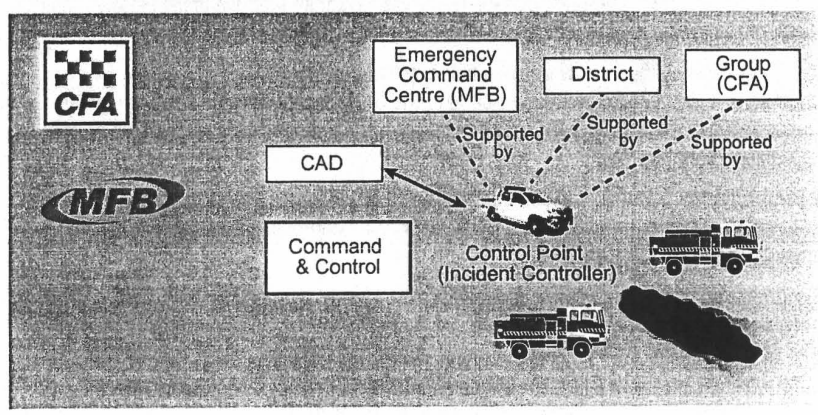 CFA
MFB
Emergency
Command
Centre (MFB)
District
Group
(CFA)
Supported
by
Supported
by
Supported
by
CAD
Command
& Control
Control Point
(Incident Controller)